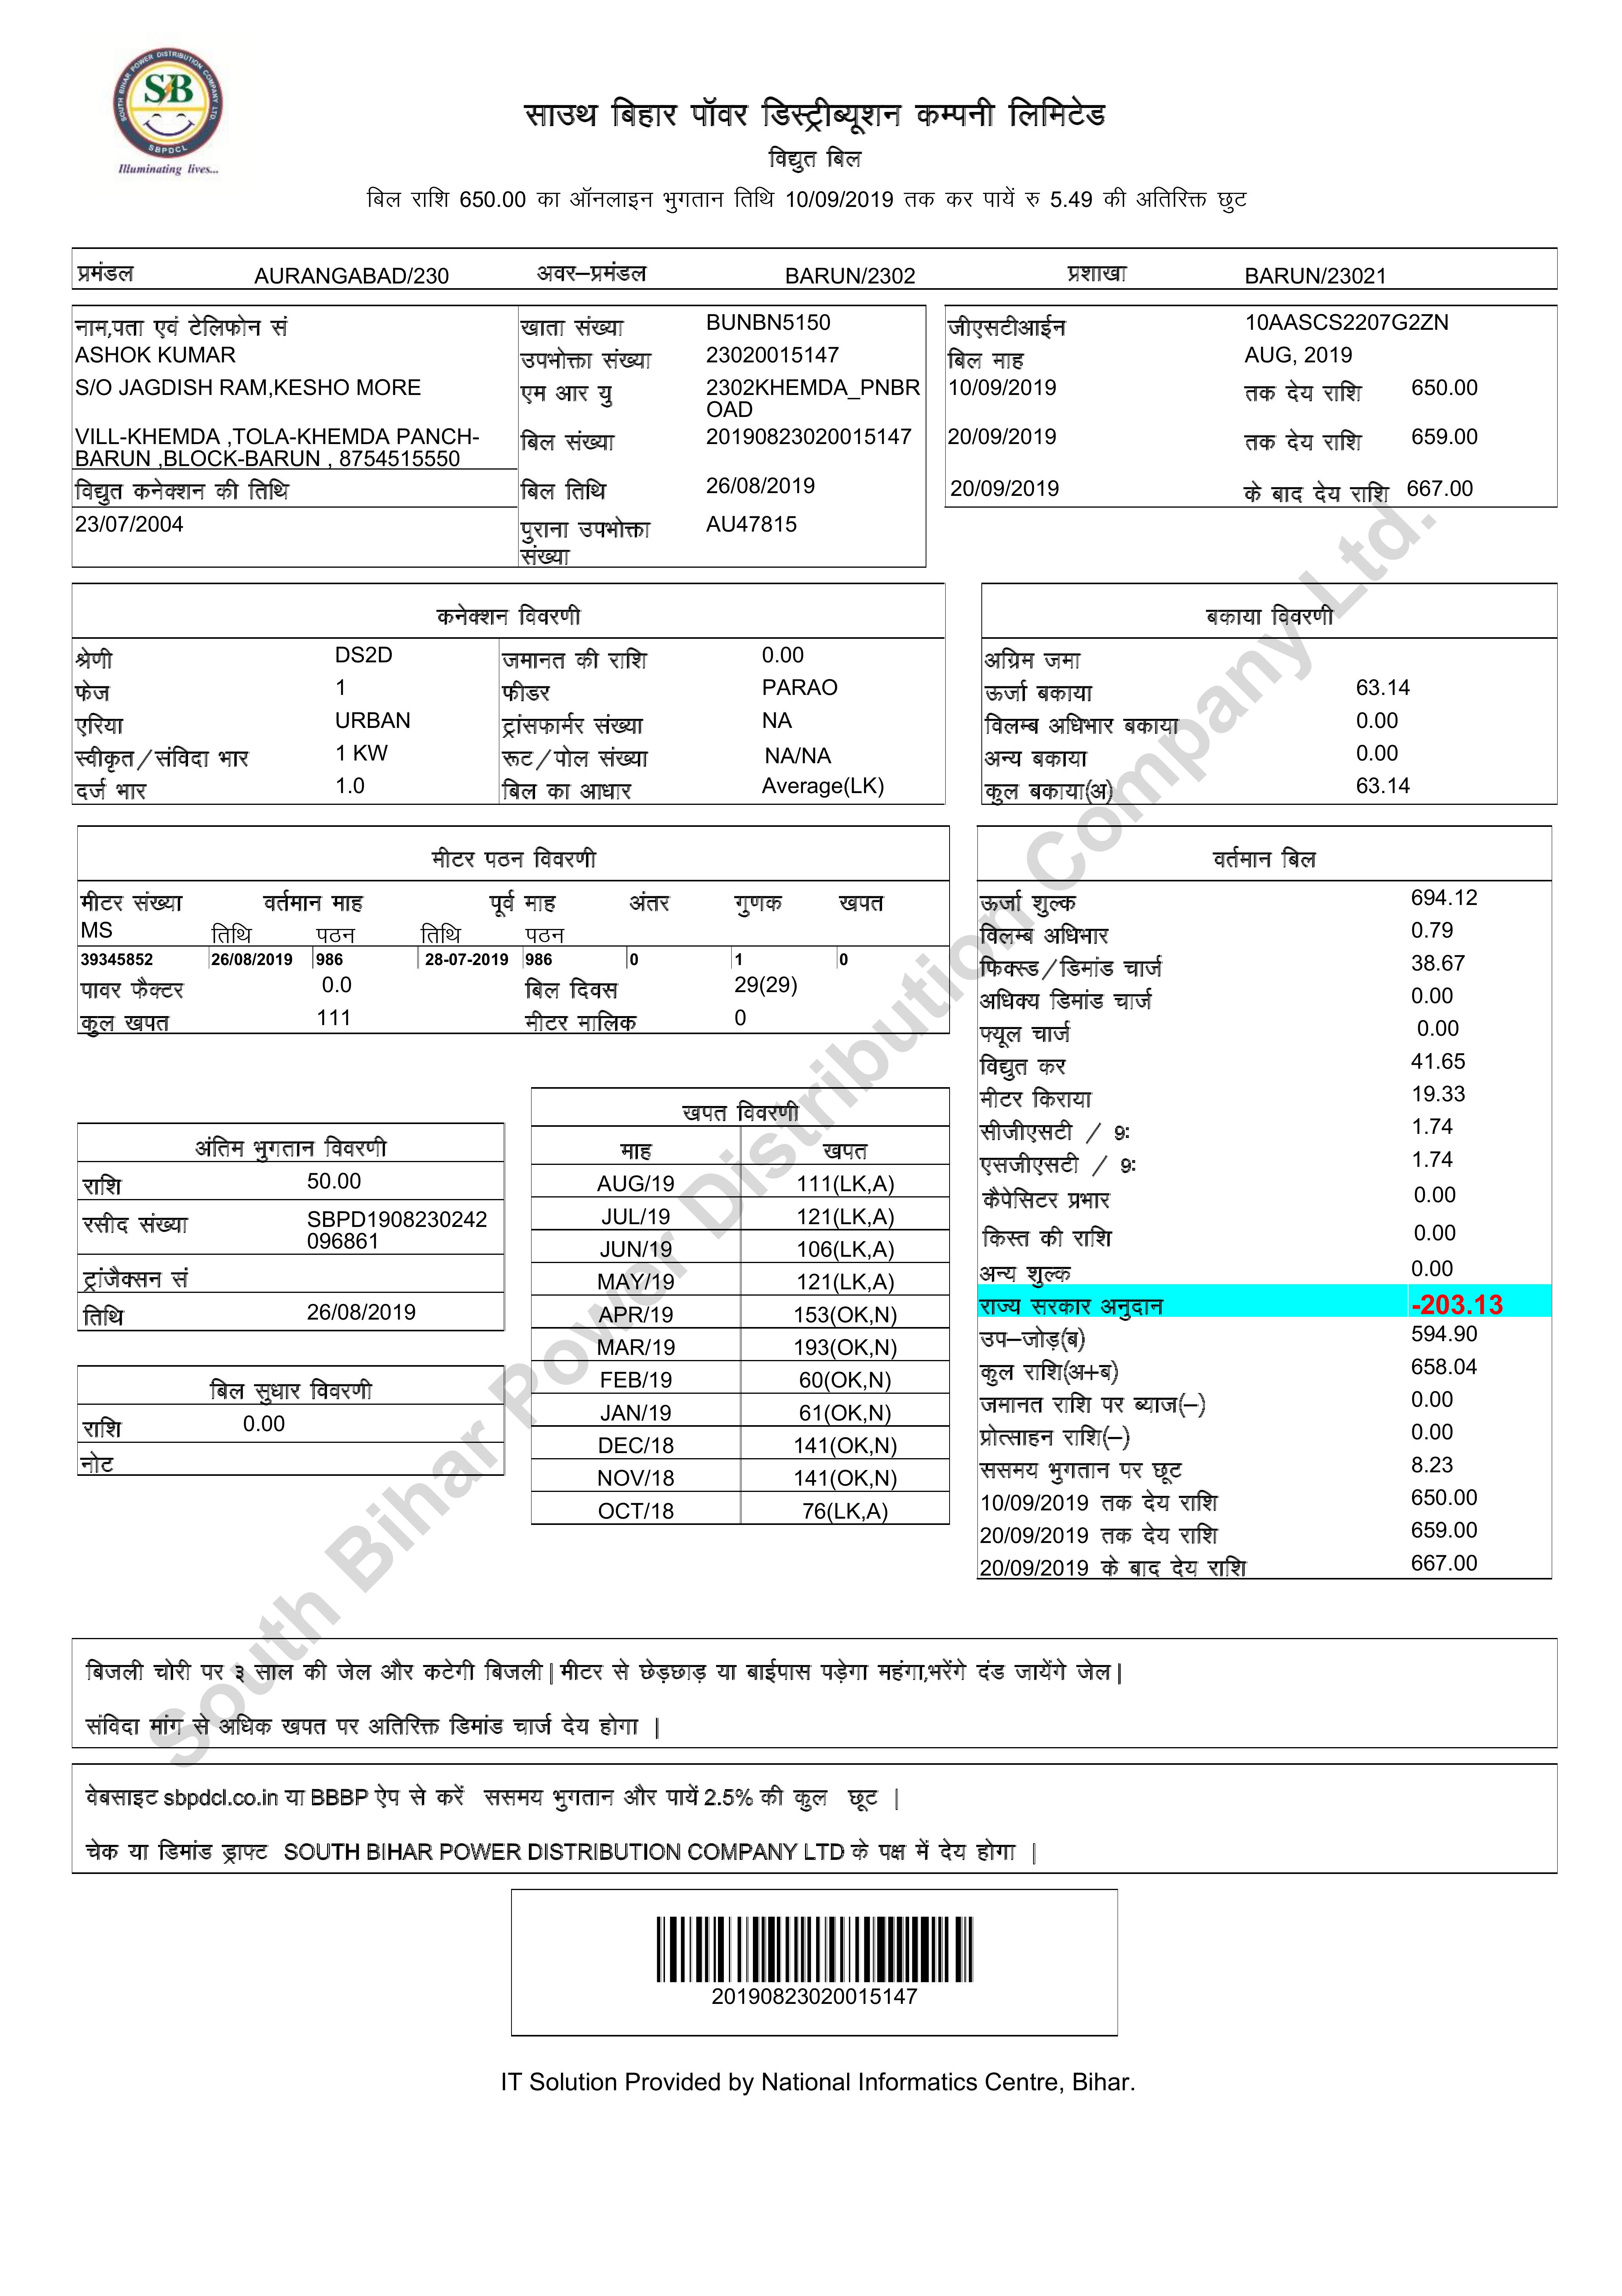 SOUTH BIHAR POWER DISTRIBUTION COMPANY LTD.
SB
SBPDCL
Illuminating lives...
साउथ बिहार पॉवर डिस्ट्रीब्यूशन कम्पनी लिमिटेड
विद्युत बिल
बिल राशि 650.00 का ऑनलाइन भुगतान तिथि 10/09/2019 तक कर पायें रु 5.49 की अतिरिक्त छुट
प्रमंडल AURANGABAD/230 अवर–प्रमंडल BARUN/2302 प्रशाखा BARUN/23021
नाम,पता एवं टेलिफोन सं
ASHOK KUMAR
S/O JAGDISH RAM,KESHO MORE
VILL-KHEMDA ,TOLA-KHEMDA PANCH-
BARUN ,BLOCK-BARUN , 8754515550
विद्युत कनेक्शन की तिथि
23/07/2004
खाता संख्या BUNBN5150
उपभोक्ता संख्या 23020015147
एम आर यु 2302KHEMDA_PNBR
OAD
बिल संख्या 20190823020015147
बिल तिथि 26/08/2019
पुराना उपभोक्ता AU47815
संख्या
जीएसटीआईन 10AASCS2207G2ZN
बिल माह AUG, 2019
10/09/2019 तक देय राशि 650.00
20/09/2019 तक देय राशि 659.00
20/09/2019 के बाद देय राशि 667.00
कनेक्शन विवरणी
श्रेणी DS2D जमानत की राशि 0.00
फेज 1 फीडर PARAO
एरिया URBAN ट्रांसफार्मर संख्या NA
स्वीकृत/संविदा भार 1 KW रूट/पोल संख्या NA/NA
दर्ज भार 1.0 बिल का आधार Average(LK)
बकाया विवरणी
अग्रिम जमा
ऊर्जा बकाया 63.14
विलम्ब अधिभार बकाया 0.00
अन्य बकाया 0.00
कुल बकाया(अ) 63.14
मीटर पठन विवरणी
मीटर संख्या वर्तमान माह पूर्व माह अंतर गुणक खपत
MS तिथि पठन तिथि पठन
39345852 26/08/2019 986 28-07-2019 986 0 1 0
पावर फैक्टर 0.0 बिल दिवस 29(29)
कुल खपत 111 मीटर मालिक 0
वर्तमान बिल
ऊर्जा शुल्क 694.12
विलम्ब अधिभार 0.79
फिक्स्ड/डिमांड चार्ज 38.67
अधिक्य डिमांड चार्ज 0.00
फ्यूल चार्ज 0.00
विद्युत कर 41.65
मीटर किराया 19.33
सीजीएसटी / 9: 1.74
एसजीएसटी / 9: 1.74
कैपेसिटर प्रभार 0.00
किस्त की राशि 0.00
अन्य शुल्क 0.00
राज्य सरकार अनुदान -203.13
उप–जोड़(ब) 594.90
कुल राशि(अ+ब) 658.04
जमानत राशि पर ब्याज(–) 0.00
प्रोत्साहन राशि(–) 0.00
ससमय भुगतान पर छूट 8.23
10/09/2019 तक देय राशि 650.00
20/09/2019 तक देय राशि 659.00
20/09/2019 के बाद देय राशि 667.00
अंतिम भुगतान विवरणी
राशि 50.00
रसीद संख्या SBPD1908230242
096861
ट्रांजैक्सन सं
तिथि 26/08/2019
बिल सुधार विवरणी
राशि 0.00
नोट
खपत विवरणी
माह खपत
AUG/19 111(LK,A)
JUL/19 121(LK,A)
JUN/19 106(LK,A)
MAY/19 121(LK,A)
APR/19 153(OK,N)
MAR/19 193(OK,N)
FEB/19 60(OK,N)
JAN/19 61(OK,N)
DEC/18 141(OK,N)
NOV/18 141(OK,N)
OCT/18 76(LK,A)
South Bihar Power Distribution Company Ltd.
बिजली चोरी पर ३ साल की जेल और कटेगी बिजली | मीटर से छेड़छाड़ या बाईपास पड़ेगा महंगा,भरेंगे दंड जायेंगे जेल |
संविदा मांग से अधिक खपत पर अतिरिक्त डिमांड चार्ज देय होगा |
वेबसाइट sbpdcl.co.in या BBBP ऐप से करें ससमय भुगतान और पायें 2.5% की कुल छूट |
चेक या डिमांड ड्राफ्ट SOUTH BIHAR POWER DISTRIBUTION COMPANY LTD के पक्ष में देय होगा |
20190823020015147
IT Solution Provided by National Informatics Centre, Bihar.